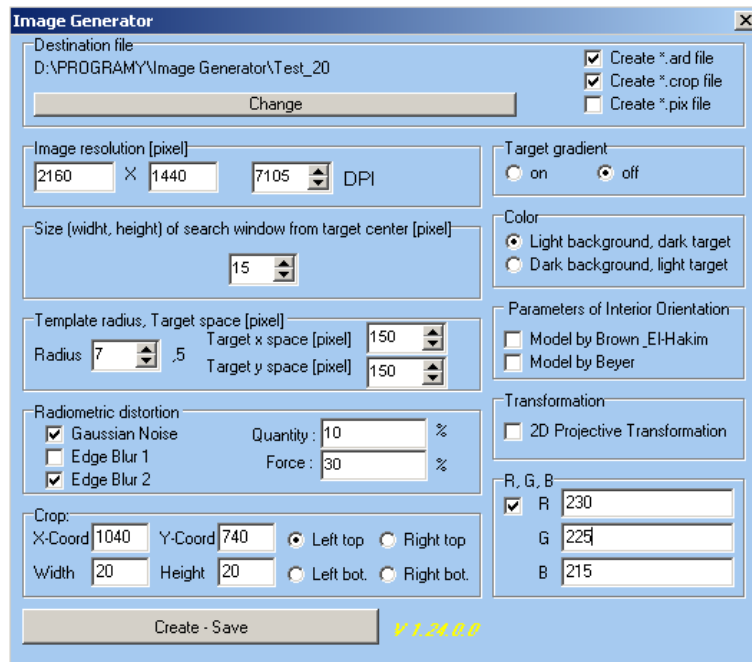 Image Generator
Destination file
D:\PROGRAMY\Image Generator\Test_20
Change
Create *.ard file
Create *.crop file
Create *.pix file
Image resolution [pixel]
2160 X 1440 7105 DPI
Target gradient
on off
Size (widht, height) of search window from target center [pixel]
15
Color
Light background, dark target
Dark background, light target
Template radius, Target space [pixel]
Radius 7 ,5
Target x space [pixel] 150
Target y space [pixel] 150
Parameters of Interior Orientation
Model by Brown _El-Hakim
Model by Beyer
Radiometric distortion
Gaussian Noise Quantity : 10 %
Edge Blur 1 Force : 30 %
Edge Blur 2
Transformation
2D Projective Transformation
Crop:
X-Coord 1040 Y-Coord 740 Left top Right top
Width 20 Height 20 Left bot. Right bot.
R, G, B
R 230
G 225
B 215
Create - Save
V 1.24.0.0